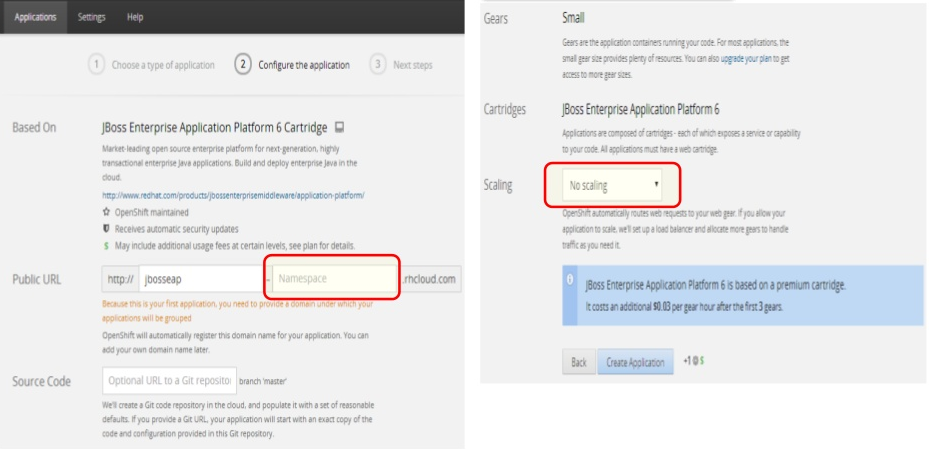 Applications Settings Help
1 Choose a type of application 2 Configure the application 3 Next steps
Based On
JBoss Enterprise Application Platform 6 Cartridge
Market-leading open source enterprise platform for next-generation, highly
transactional enterprise Java applications. Build and deploy enterprise Java in the
cloud.
http://www.redhat.com/products/jbossenterprisemiddleware/application-platform/
OpenShift maintained
Receives automatic security updates
$ May include additional usage fees at certain levels, see plan for details.
Public URL
http:// jbosseap - Namespace .rhcloud.com
Because this is your first application, you need to provide a domain under which your
applications will be grouped
OpenShift will automatically register this domain name for your application. You can
add your own domain name later.
Source Code
Optional URL to a Git reposito branch 'master'
We'll create a Git code repository in the cloud, and populate it with a set of reasonable
defaults. If you provide a Git URL, your application will start with an exact copy of the
code and configuration provided in this Git repository.
Gears
Small
Gears are the application containers running your code. For most applications, the
small gear size provides plenty of resources. You can also upgrade your plan to get
access to more gear sizes.
Cartridges
JBoss Enterprise Application Platform 6
Applications are composed of cartridges - each of which exposes a service or capability
to your code. All applications must have a web cartridge.
Scaling
No scaling
OpenShift automatically routes web requests to your web gear. If you allow your
application to scale, we'll set up a load balancer and allocate more gears to handle
traffic as you need it.
JBoss Enterprise Application Platform 6 is based on a premium cartridge.
It costs an additional $0.03 per gear hour after the first 3 gears.
Back Create Application +1 $